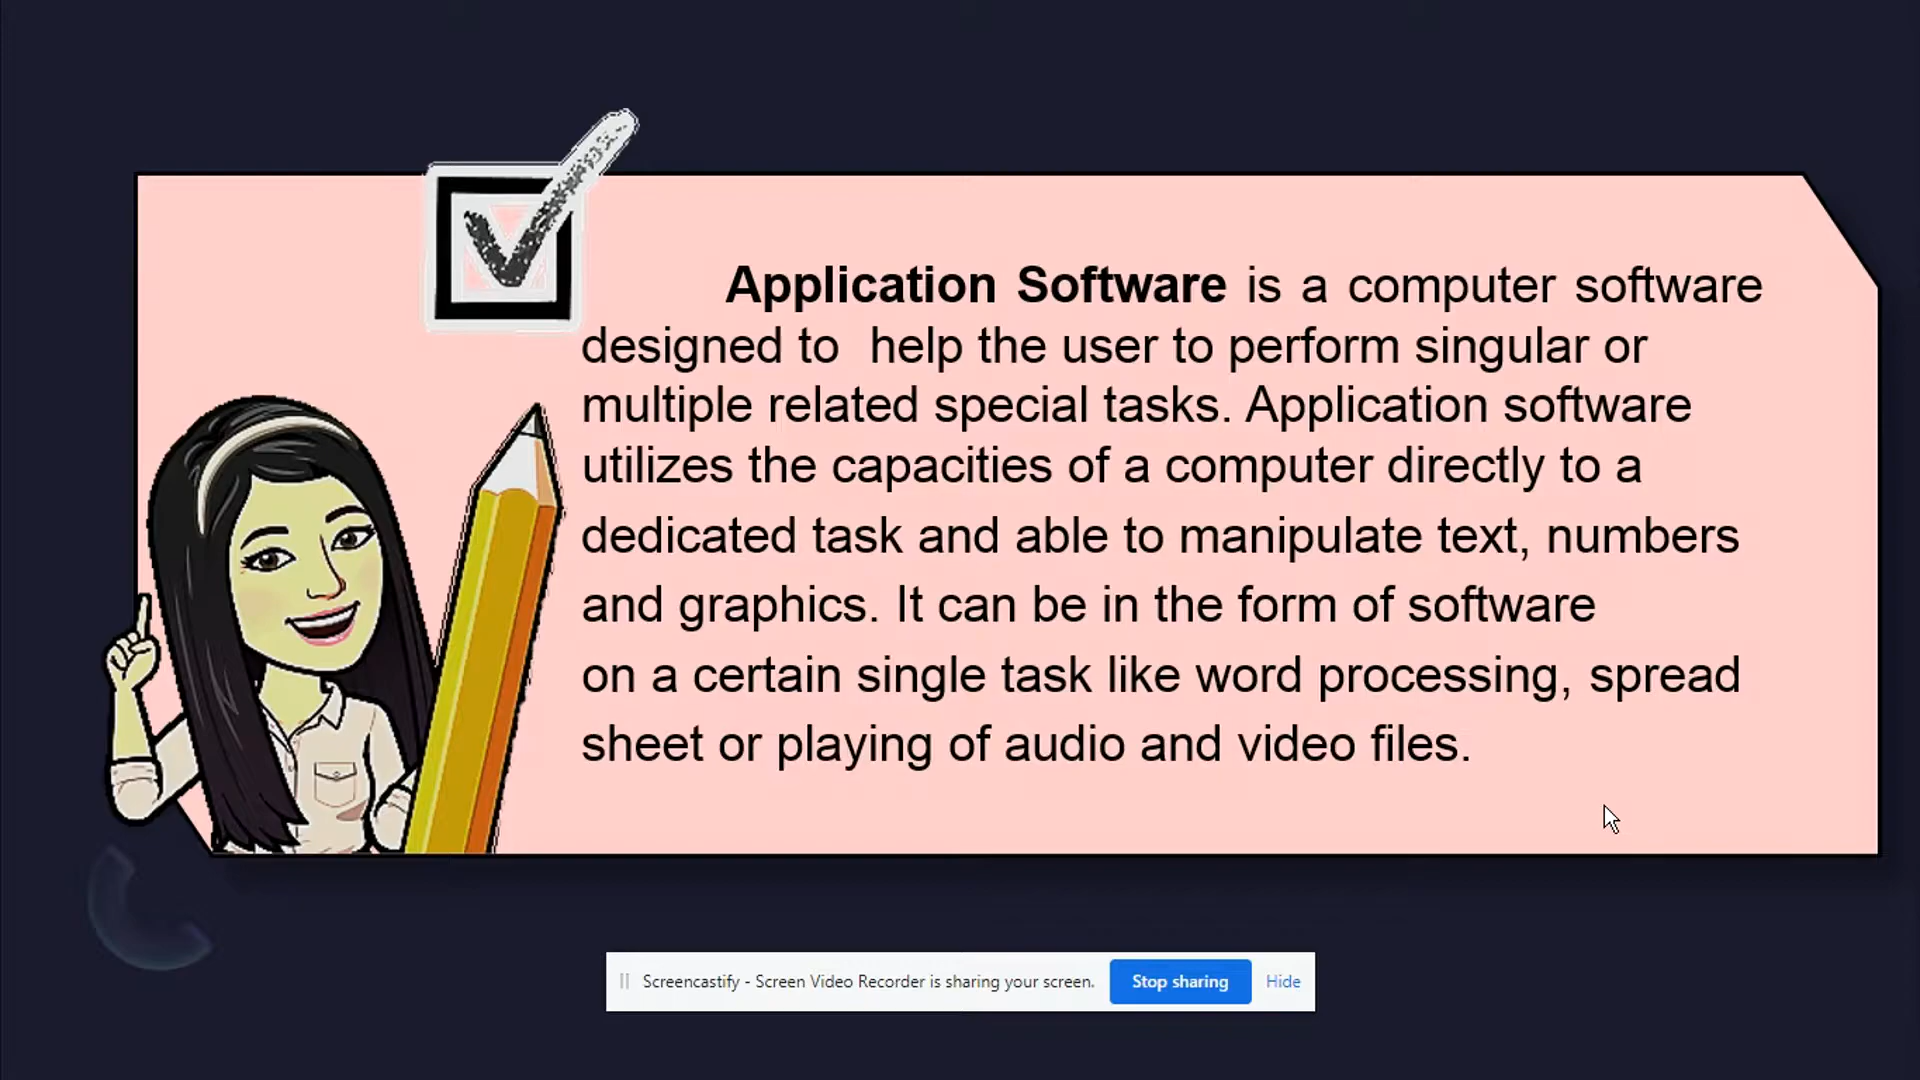 Application Software is a computer software
designed to help the user to perform singular or
multiple related special tasks. Application software
utilizes the capacities of a computer directly to a
dedicated task and able to manipulate text, numbers
and graphics. It can be in the form of software
on a certain single task like word processing, spread
sheet or playing of audio and video files.
Screencastify - Screen Video Recorder is sharing your screen. Stop sharing Hide